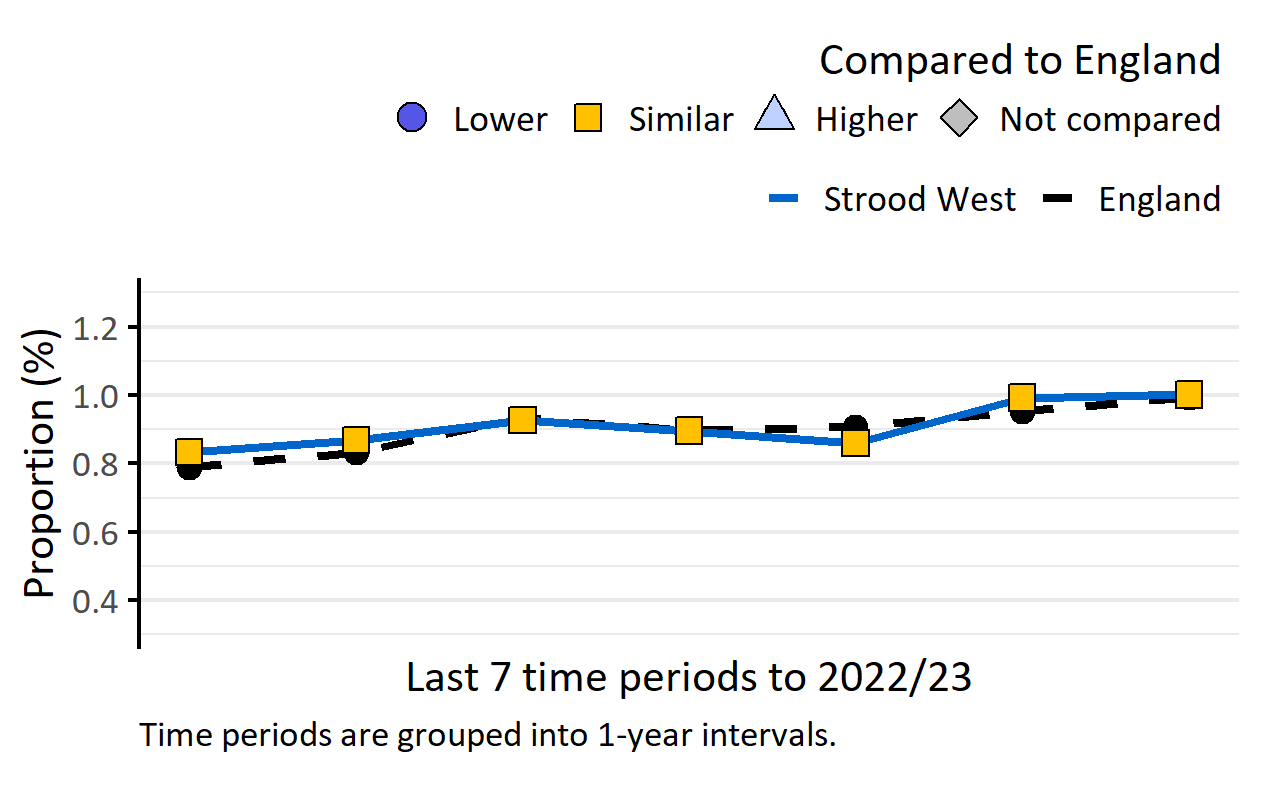 Compared to England
Lower Similar Higher Not compared
Strood West England
Proportion (%)
1.2
1.0
0.8
0.6
0.4
Last 7 time periods to 2022/23
Time periods are grouped into 1-year intervals.